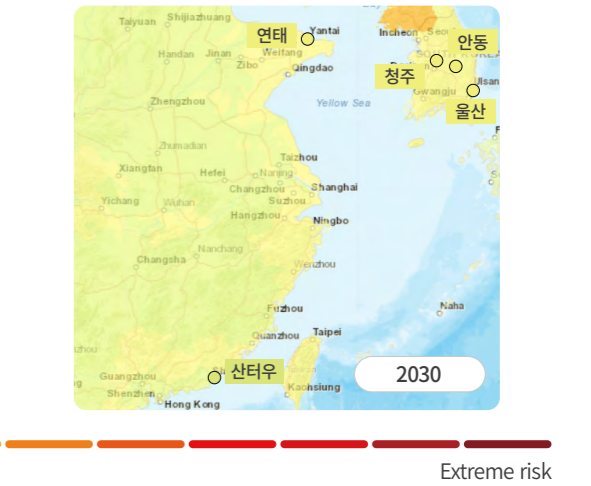 Taiyuan
Shijiazhuang
연태
Yantai
Incheon
안동
Handan
Jinan
Weifang
Zibo
Qingdao
청주
Ulsan
Gwangju
울산
Zhengzhou
Yellow Sea
Zhumadian
Taizhou
Xiangfan
Hefei
Nanjing
Changzhou
Shanghai
Yichang
Wuhan
Suzhou
Hangzhou
Ningbo
Nanchang
Changsha
Wenzhou
Fuzhou
Naha
Quanzhou
Taipei
산터우
2030
Guangzhou
Kaohsiung
Shenzhen
Hong Kong
Extreme risk